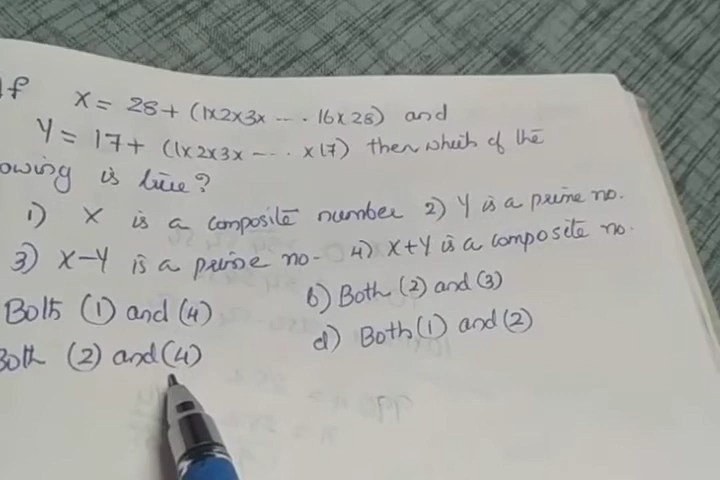 If X = 28 + (1x2x3x ---. 16x28) and
Y = 17 + (1x2x3x ---. x17) then which of the
owing is true?
1) X is a composite number 2) Y is a prime no.
3) X-Y is a prime no. 4) X+Y is a composite no.
Both (1) and (4) b) Both (2) and (3)
Both (2) and (4) d) Both (1) and (2)